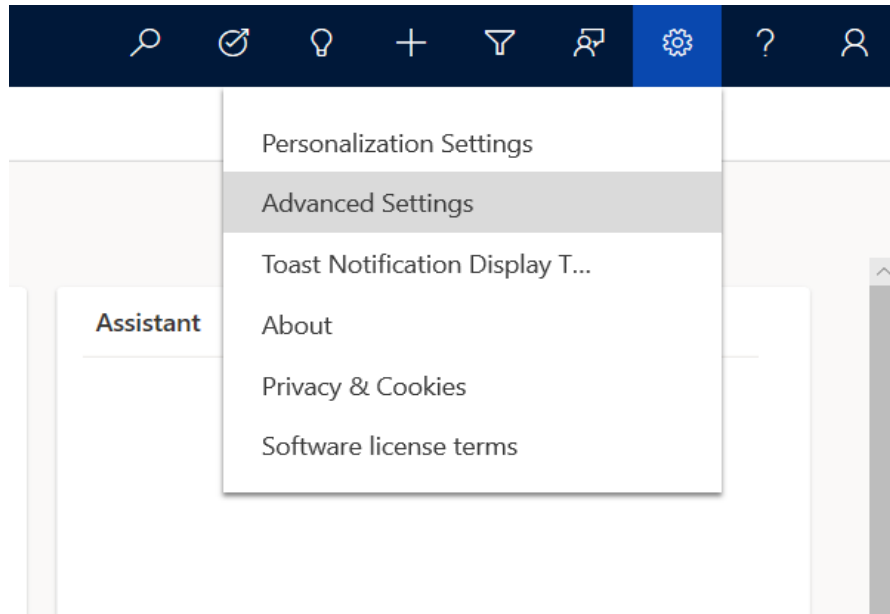 Personalization Settings
Advanced Settings
Toast Notification Display T...
Assistant
About
Privacy & Cookies
Software license terms